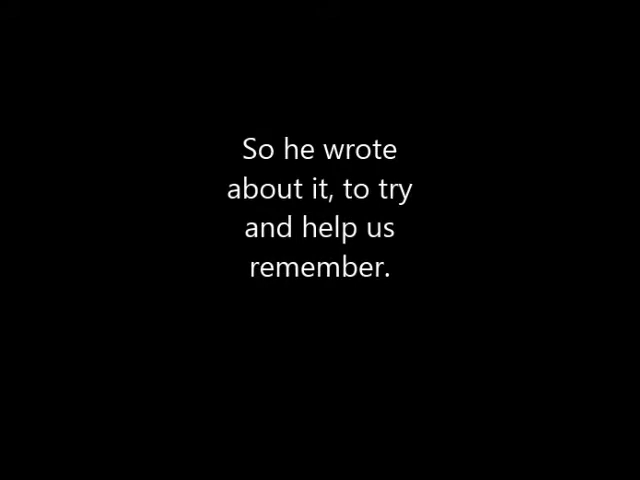 So he wrote
about it, to try
and help us
remember.